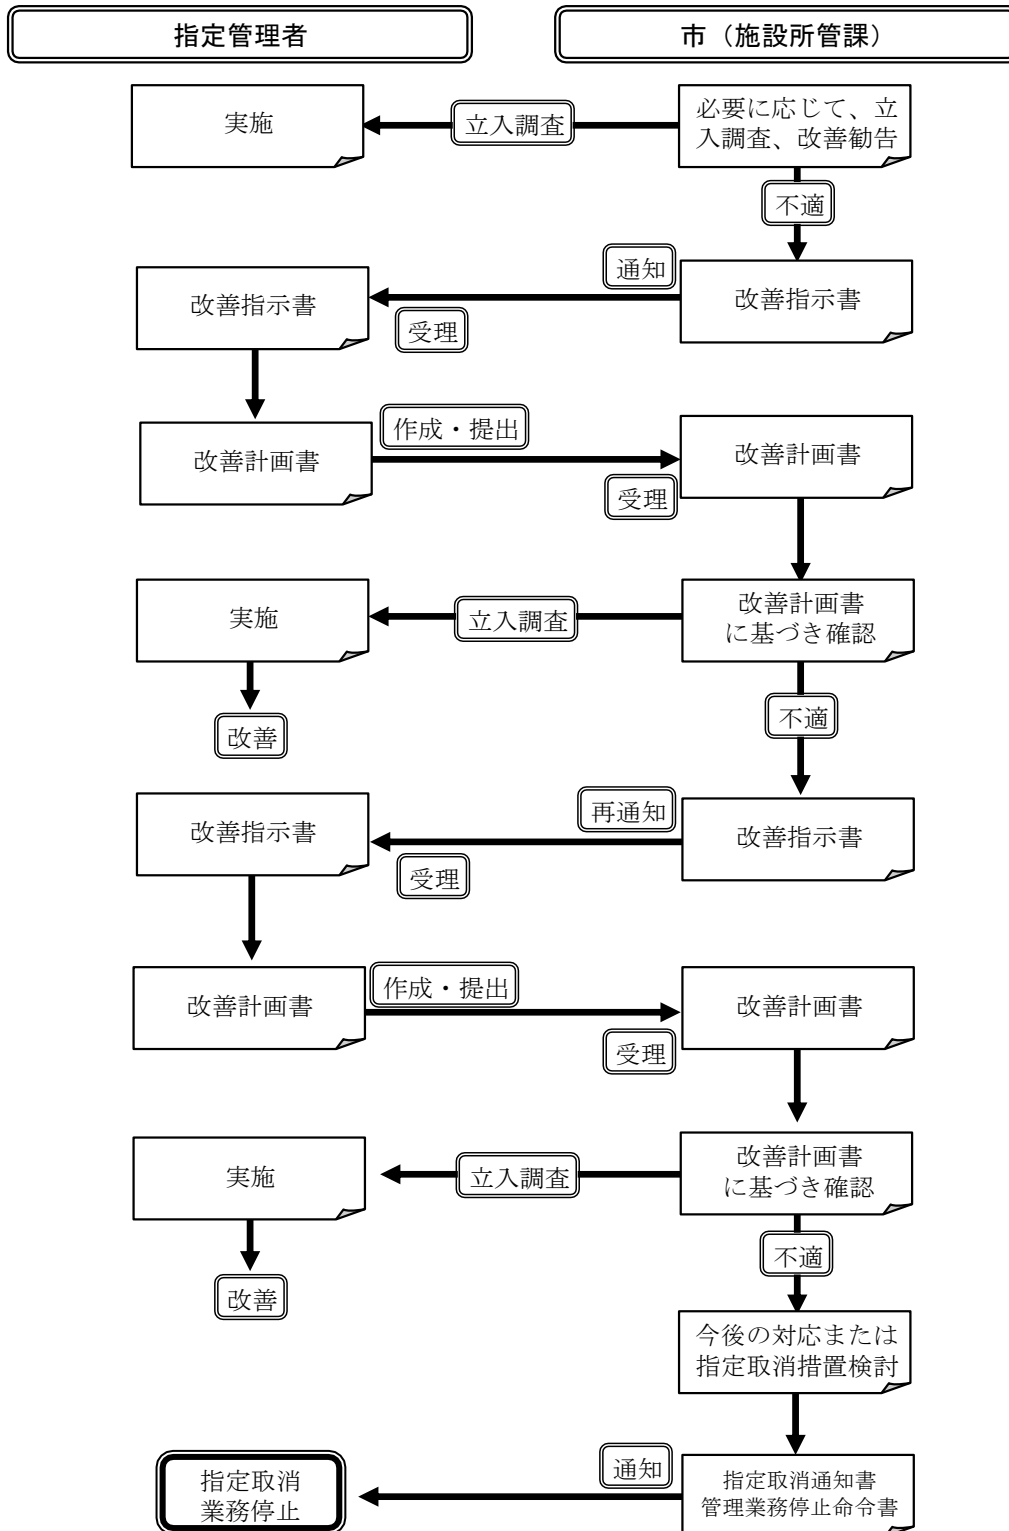 指定管理者
市（施設所管課）
実施
立入調査
必要に応じて、立
入調査、改善勧告
不適
通知
改善指示書
改善指示書
受理
作成・提出
改善計画書
改善計画書
受理
実施
立入調査
改善計画書
に基づき確認
改善
不適
再通知
改善指示書
改善指示書
受理
作成・提出
改善計画書
改善計画書
受理
実施
立入調査
改善計画書
に基づき確認
不適
改善
今後の対応または
指定取消措置検討
通知
指定取消
業務停止
指定取消通知書
管理業務停止命令書